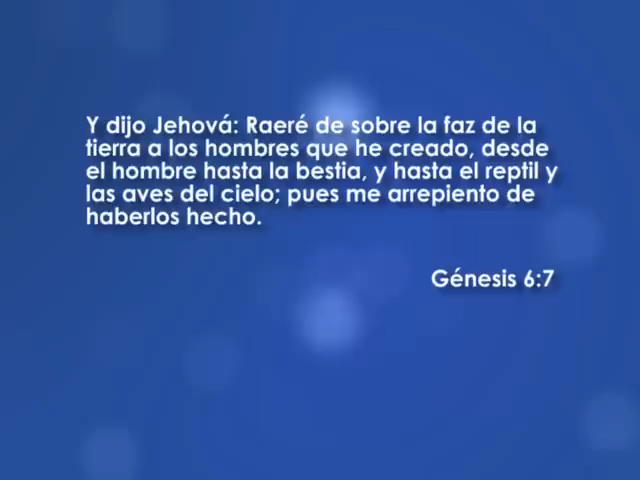 Y dijo Jehová: Raeré de sobre la faz de la
tierra a los hombres que he creado, desde
el hombre hasta la bestia, y hasta el reptil y
las aves del cielo; pues me arrepiento de
haberlos hecho.
Génesis 6:7